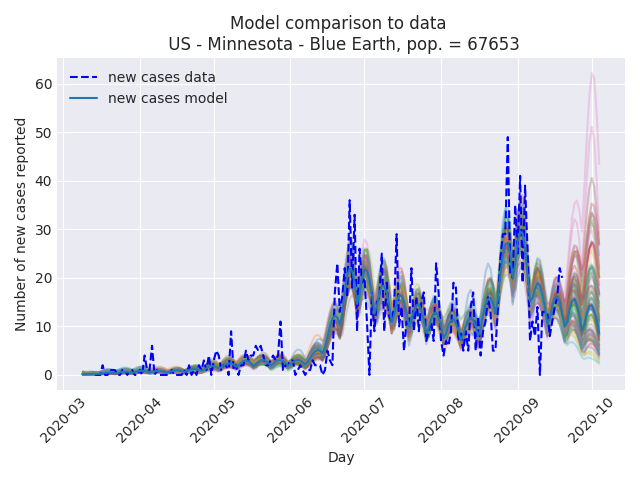 Model comparison to data
US - Minnesota - Blue Earth, pop. = 67653
new cases data
new cases model
Number of new cases reported
60
50
40
30
20
10
0
2020-03
2020-04
2020-05
2020-06
2020-07
2020-08
2020-09
2020-10
Day